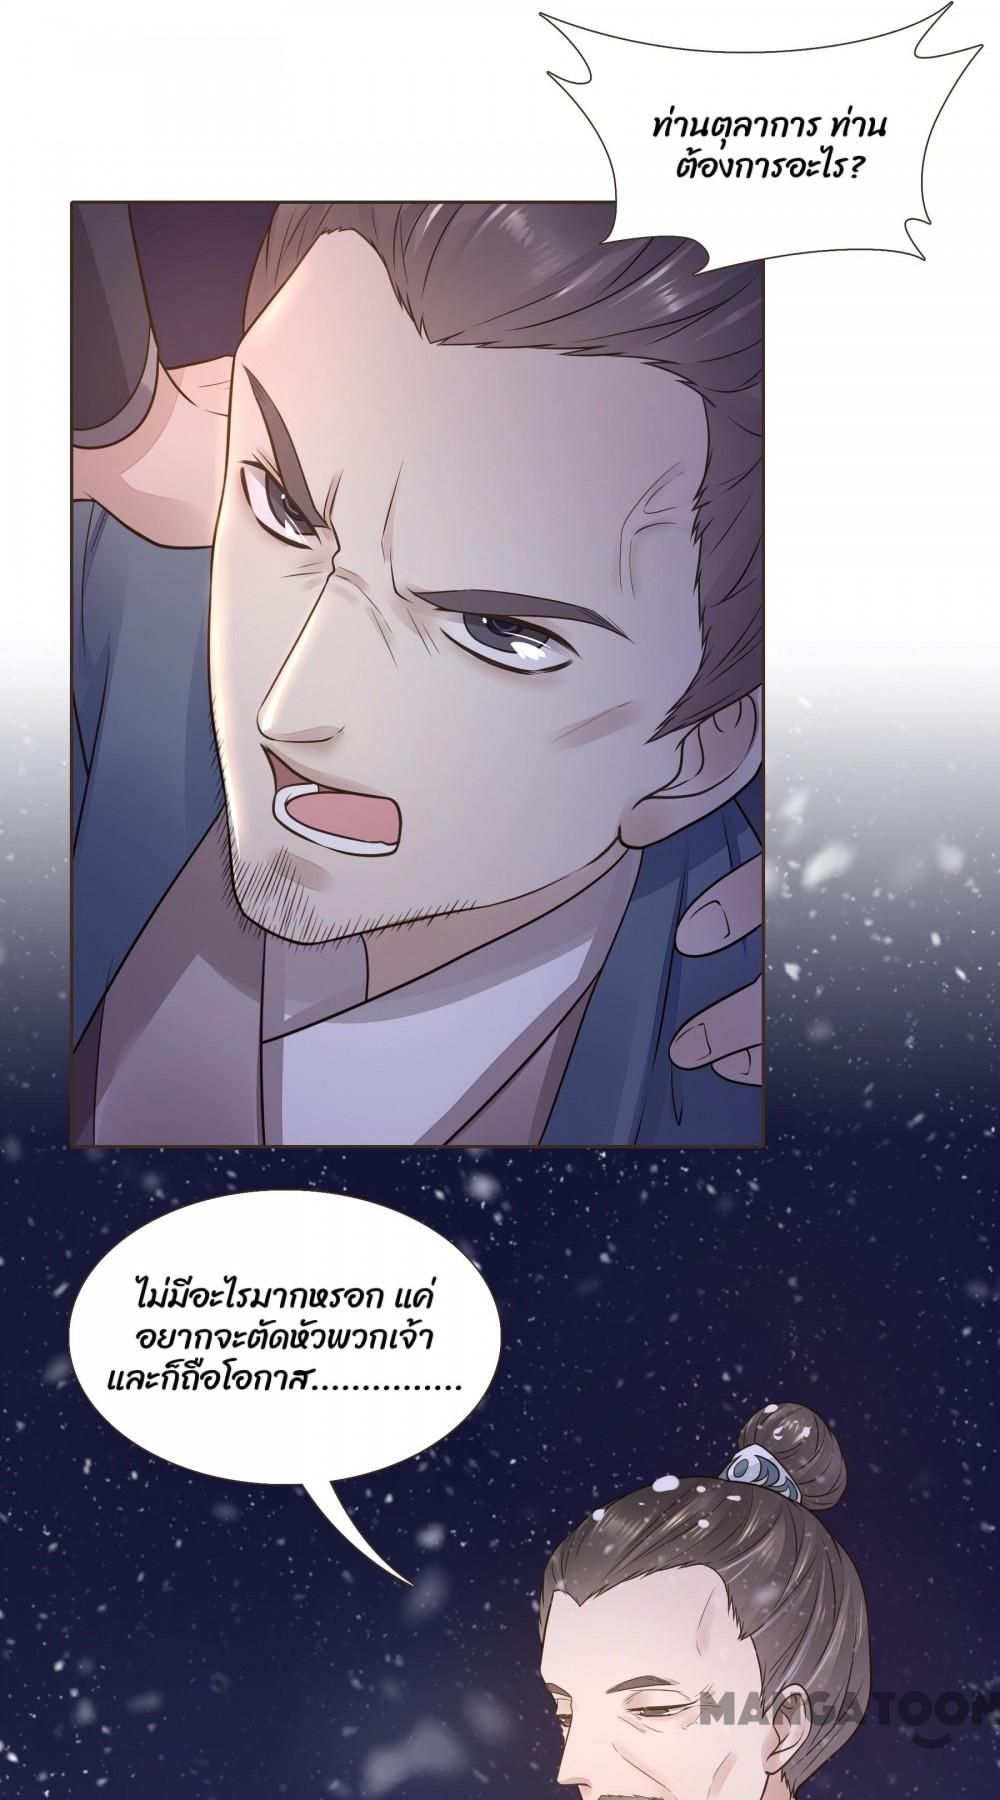 ท่านตุลาการ ท่าน
ต้องการอะไร?
ไม่มีอะไรมากหรอก แค่
อยากจะตัดหัวพวกเจ้า
และก็ถือโอกาส...............
MANGATOON